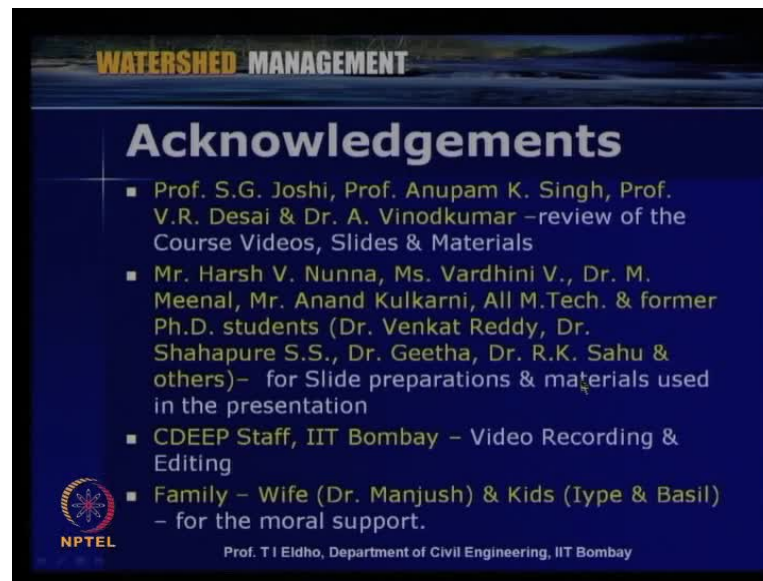 WATERSHED MANAGEMENT
Acknowledgements
▪ Prof. S.G. Joshi, Prof. Anupam K. Singh, Prof.
V.R. Desai & Dr. A. Vinodkumar –review of the
Course Videos, Slides & Materials
▪ Mr. Harsh V. Nunna, Ms. Vardhini V., Dr. M.
Meenal, Mr. Anand Kulkarni, All M.Tech. & former
Ph.D. students (Dr. Venkat Reddy, Dr.
Shahapure S.S., Dr. Geetha, Dr. R.K. Sahu &
others)– for Slide preparations & materials used
in the presentation
▪ CDEEP Staff, IIT Bombay – Video Recording &
Editing
▪ Family – Wife (Dr. Manjush) & Kids (Iype & Basil)
– for the moral support.
NPTEL
Prof. T I Eldho, Department of Civil Engineering, IIT Bombay